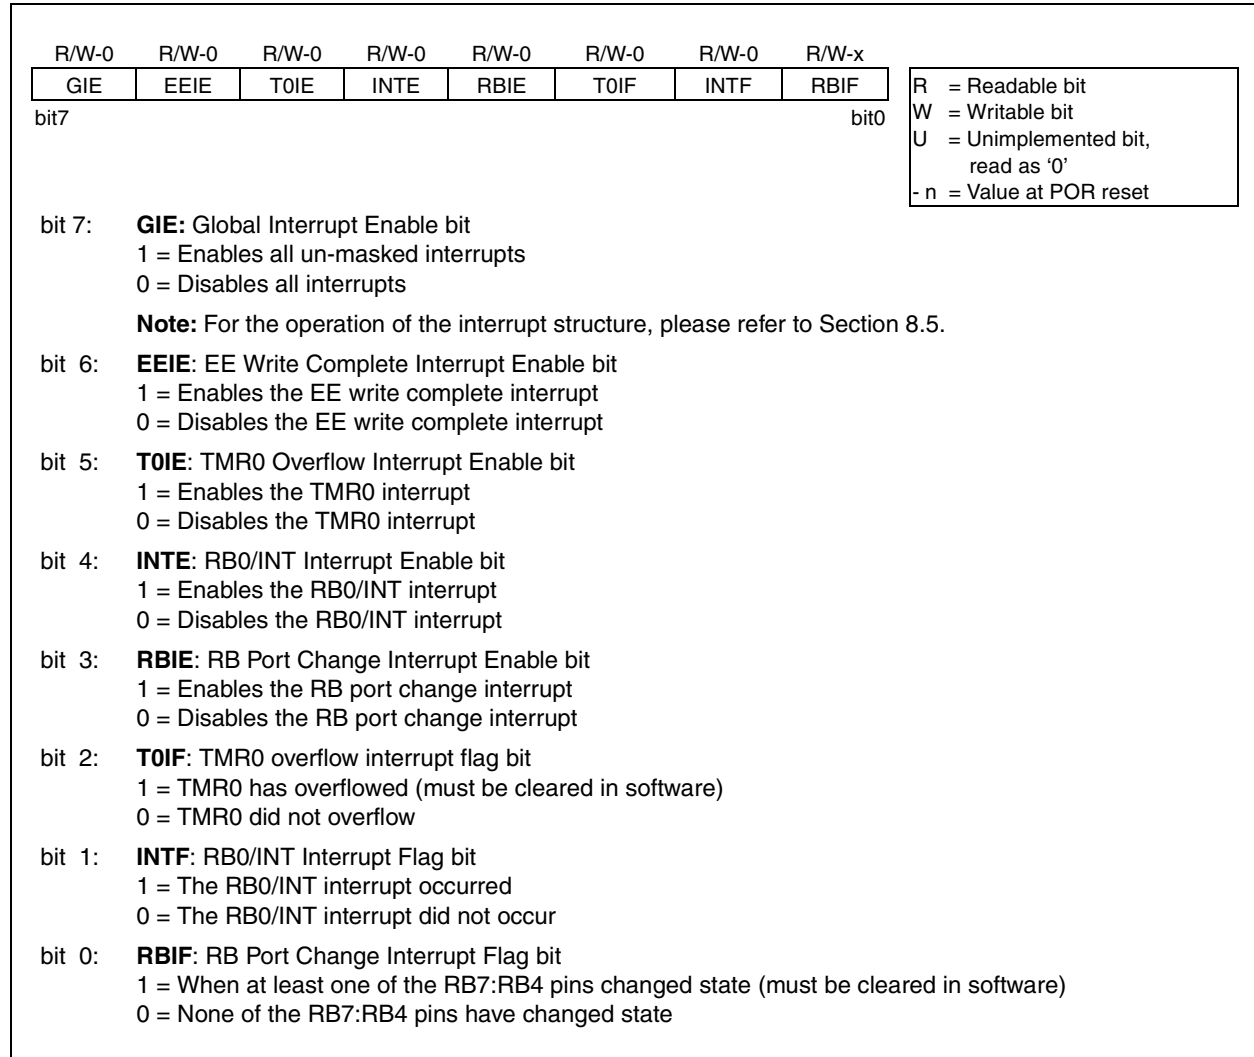 R/W-0 R/W-0 R/W-0 R/W-0 R/W-0 R/W-0 R/W-0 R/W-x
GIE EEIE T0IE INTE RBIE T0IF INTF RBIF
bit7 bit0
R = Readable bit
W = Writable bit
U = Unimplemented bit,
read as ‘0’
- n = Value at POR reset
bit 7: GIE: Global Interrupt Enable bit
1 = Enables all un-masked interrupts
0 = Disables all interrupts
Note: For the operation of the interrupt structure, please refer to Section 8.5.
bit 6: EEIE: EE Write Complete Interrupt Enable bit
1 = Enables the EE write complete interrupt
0 = Disables the EE write complete interrupt
bit 5: T0IE: TMR0 Overflow Interrupt Enable bit
1 = Enables the TMR0 interrupt
0 = Disables the TMR0 interrupt
bit 4: INTE: RB0/INT Interrupt Enable bit
1 = Enables the RB0/INT interrupt
0 = Disables the RB0/INT interrupt
bit 3: RBIE: RB Port Change Interrupt Enable bit
1 = Enables the RB port change interrupt
0 = Disables the RB port change interrupt
bit 2: T0IF: TMR0 overflow interrupt flag bit
1 = TMR0 has overflowed (must be cleared in software)
0 = TMR0 did not overflow
bit 1: INTF: RB0/INT Interrupt Flag bit
1 = The RB0/INT interrupt occurred
0 = The RB0/INT interrupt did not occur
bit 0: RBIF: RB Port Change Interrupt Flag bit
1 = When at least one of the RB7:RB4 pins changed state (must be cleared in software)
0 = None of the RB7:RB4 pins have changed state